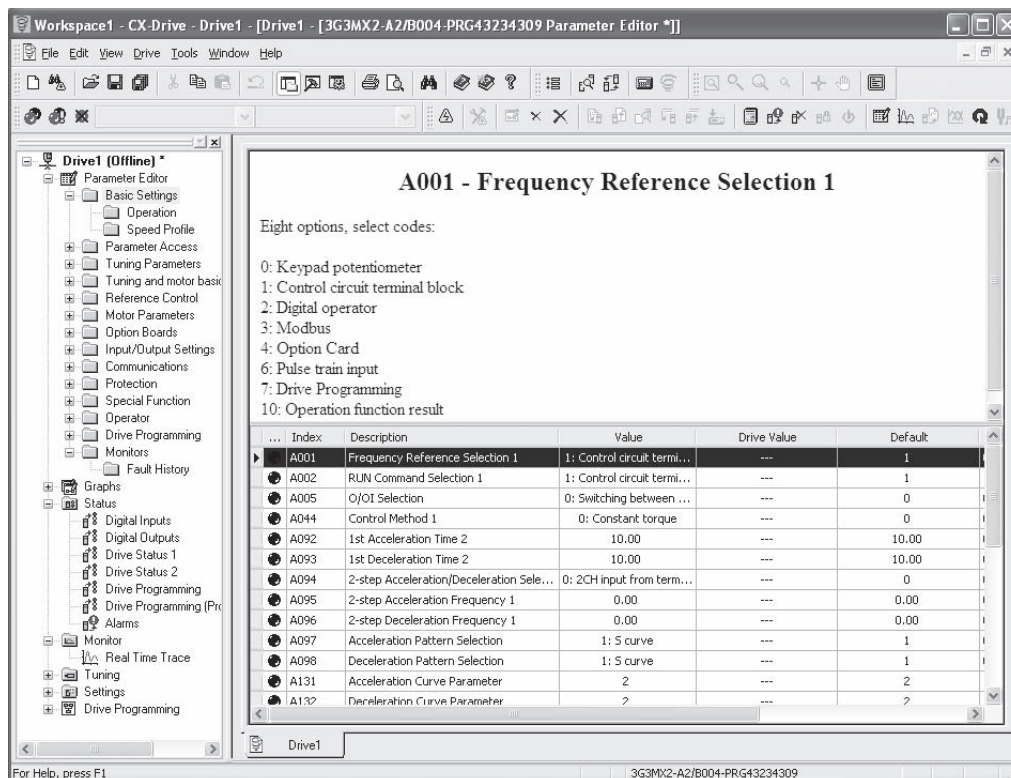 Workspace1 - CX-Drive - Drive1 - [Drive1 - [3G3MX2-A2/B004-PRG43234309 Parameter Editor *]]
File Edit View Drive Tools Window Help
Drive1 (Offline) *
Parameter Editor
Basic Settings
Operation
Speed Profile
Parameter Access
Tuning Parameters
Tuning and motor basic
Reference Control
Motor Parameters
Option Boards
Input/Output Settings
Communications
Protection
Special Function
Operator
Drive Programming
Monitors
Fault History
Graphs
Status
Digital Inputs
Digital Outputs
Drive Status 1
Drive Status 2
Drive Programming
Drive Programming (Pro
Alarms
Monitor
Real Time Trace
Tuning
Settings
Drive Programming
A001 - Frequency Reference Selection 1
Eight options, select codes:
0: Keypad potentiometer
1: Control circuit terminal block
2: Digital operator
3: Modbus
4: Option Card
6: Pulse train input
7: Drive Programming
10: Operation function result
... Index Description Value Drive Value Default
A001 Frequency Reference Selection 1 1: Control circuit termi... --- 1
A002 RUN Command Selection 1 1: Control circuit termi... --- 1
A005 O/OI Selection 0: Switching between ... --- 0
A044 Control Method 1 0: Constant torque --- 0
A092 1st Acceleration Time 2 10.00 --- 10.00
A093 1st Deceleration Time 2 10.00 --- 10.00
A094 2-step Acceleration/Deceleration Sele... 0: 2CH input from term... --- 0
A095 2-step Acceleration Frequency 1 0.00 --- 0.00
A096 2-step Deceleration Frequency 1 0.00 --- 0.00
A097 Acceleration Pattern Selection 1: S curve --- 1
A098 Deceleration Pattern Selection 1: S curve --- 1
A131 Acceleration Curve Parameter 2 --- 2
A132 Deceleration Curve Parameter 2 --- 2
Drive1
For Help, press F1 3G3MX2-A2/B004-PRG43234309